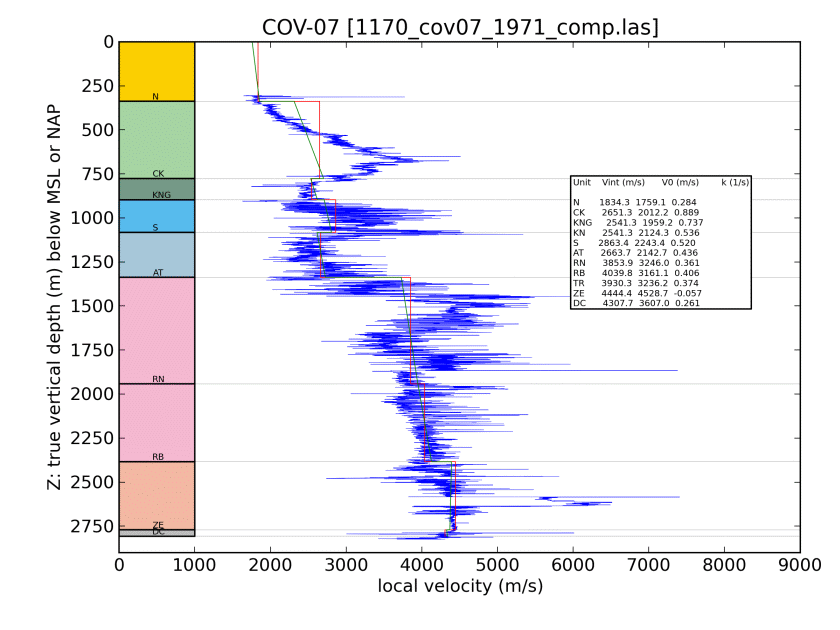 COV-07 [1170_cov07_1971_comp.las]
Z: true vertical depth (m) below MSL or NAP
0
250
500
750
1000
1250
1500
1750
2000
2250
2500
2750
N
CK
KNG
S
AT
RN
RB
ZE
DC
Unit Vint (m/s) V0 (m/s) k (1/s)
N 1834.3 1759.1 0.284
CK 2651.3 2012.2 0.889
KNG 2541.3 1959.2 0.737
KN 2541.3 2124.3 0.536
S 2863.4 2243.4 0.520
AT 2663.7 2142.7 0.436
RN 3853.9 3246.0 0.361
RB 4039.8 3161.1 0.406
TR 3930.3 3236.2 0.374
ZE 4444.4 4528.7 -0.057
DC 4307.7 3607.0 0.261
0 1000 2000 3000 4000 5000 6000 7000 8000 9000
local velocity (m/s)